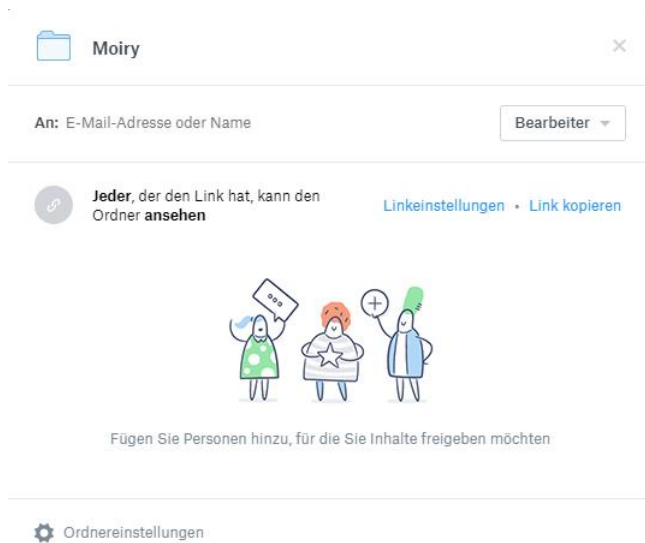 Moiry
An: E-Mail-Adresse oder Name
Bearbeiter
Jeder, der den Link hat, kann den
Ordner ansehen
Linkeinstellungen • Link kopieren
Fügen Sie Personen hinzu, für die Sie Inhalte freigeben möchten
Ordnereinstellungen